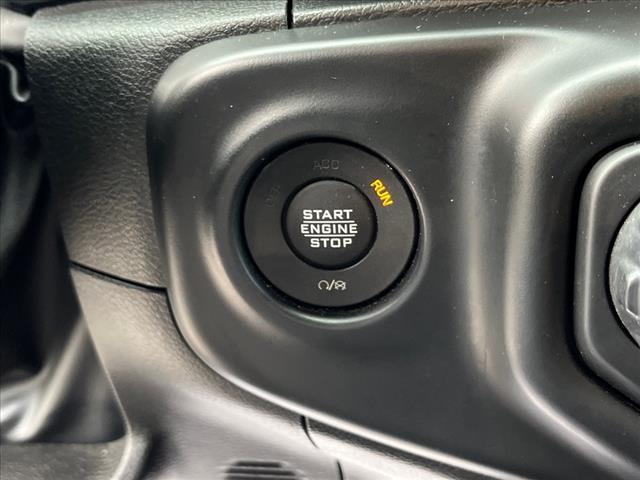 OFF
ACC
RUN
START
ENGINE
STOP